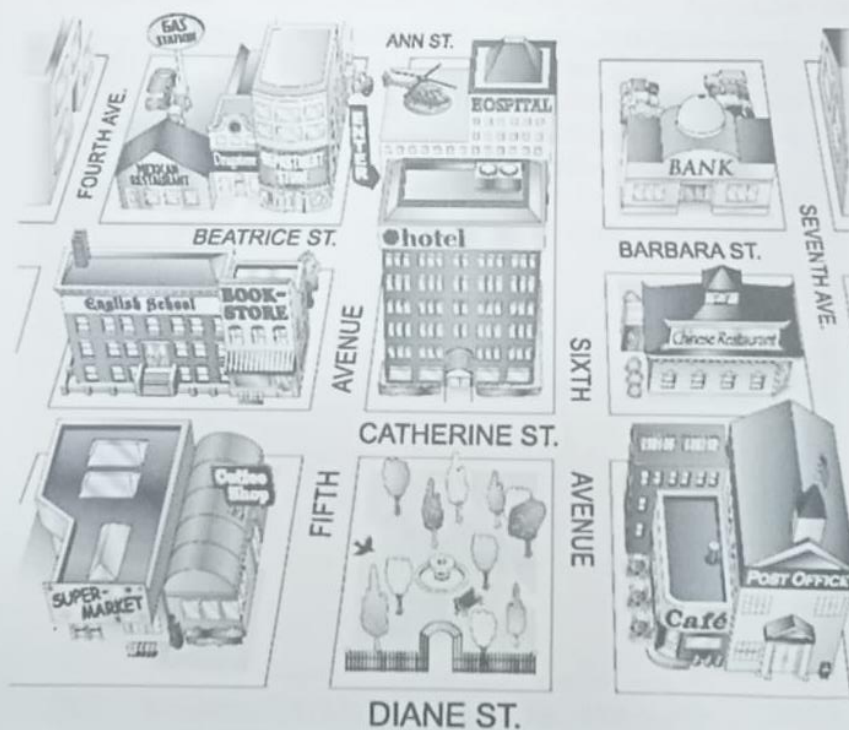 GAS
STATION
ANN ST.
FOURTH AVE.
HOSPITAL
MEXICAN
RESTAURANT
BANK
BEATRICE ST.
hotel
BARBARA ST.
SEVENTH AVE.
English School
BOOK-
STORE
AVENUE
SIXTH
Chinese Restaurant
CATHERINE ST.
Coffee
Shop
FIFTH
AVENUE
SUPER-
MARKET
POST OFFICE
Café
DIANE ST.